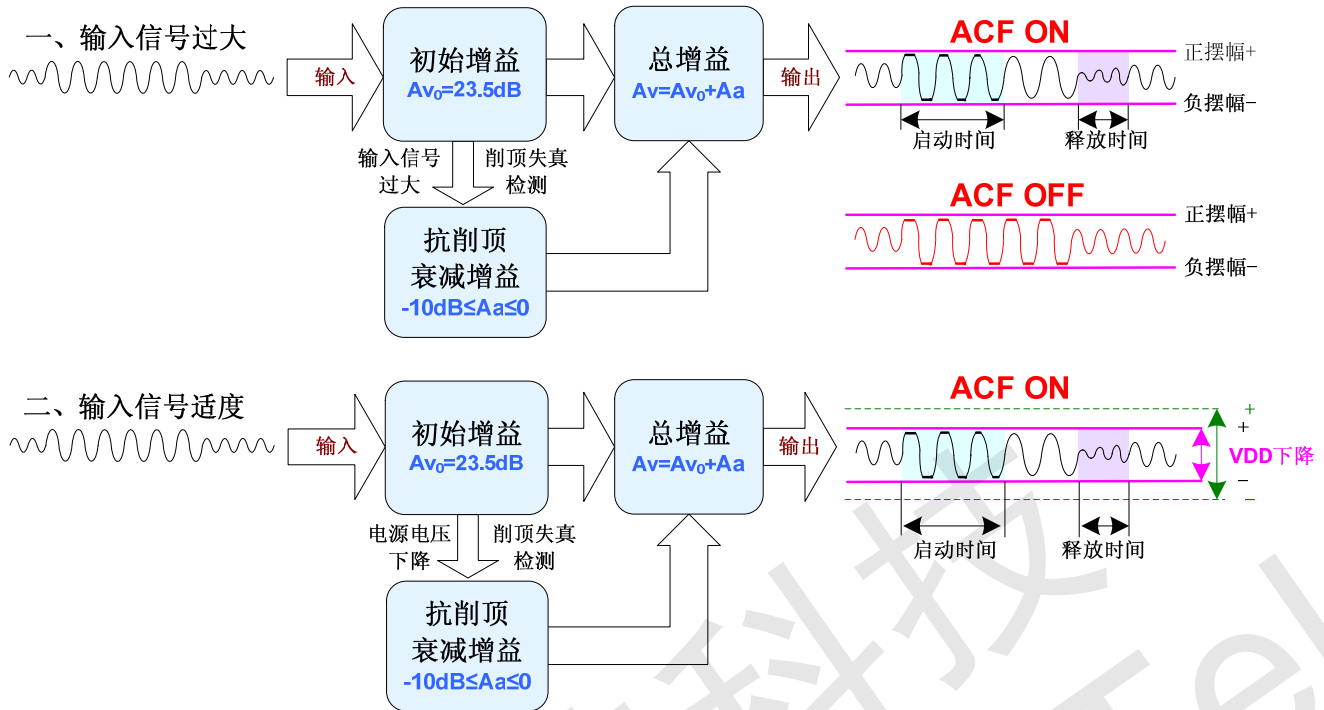 一、输入信号过大
输入
初始增益
Av₀=23.5dB
总增益
Av=Av₀+Aa
输出
ACF ON
正摆幅+
负摆幅-
启动时间
释放时间
输入信号
过大
削顶失真
检测
抗削顶
衰减增益
-10dB≤Aa≤0
ACF OFF
正摆幅+
负摆幅-
二、输入信号适度
输入
初始增益
Av₀=23.5dB
总增益
Av=Av₀+Aa
输出
ACF ON
+
+
VDD下降
-
-
启动时间
释放时间
电源电压
下降
削顶失真
检测
抗削顶
衰减增益
-10dB≤Aa≤0
科技